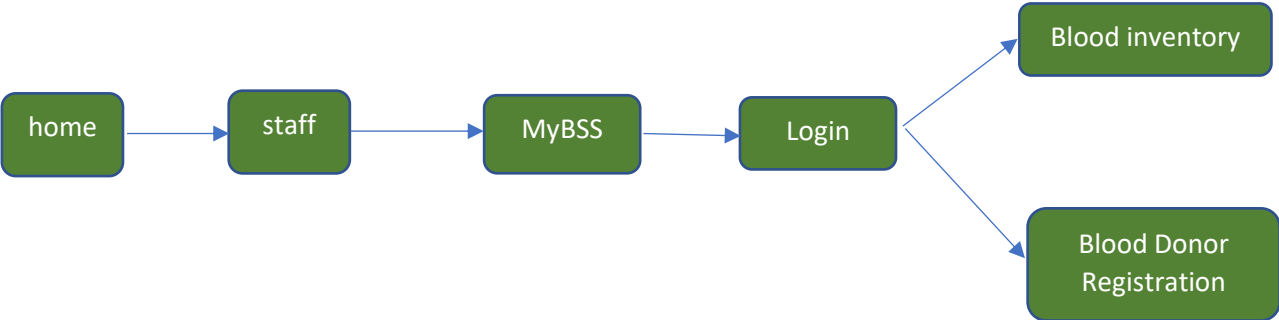 home
staff
MyBSS
Login
Blood inventory
Blood Donor
Registration